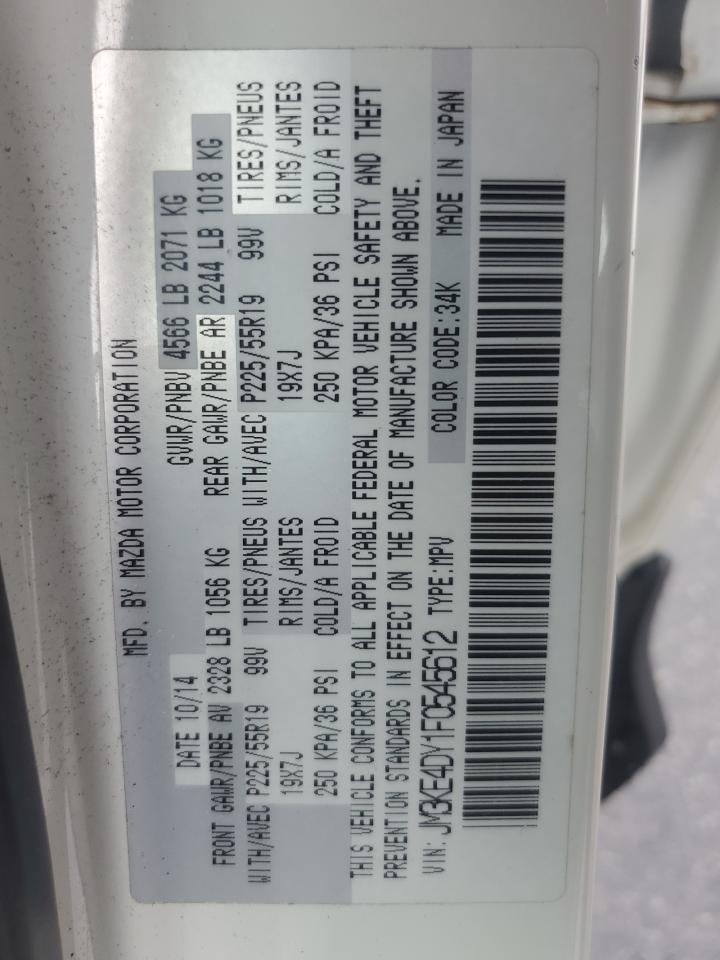 MFD. BY MAZDA MOTOR CORPORATION
DATE 10/14 GVWR/PNBV 4566 LB 2071 KG
FRONT GAWR/PNBE AV 2328 LB 1056 KG REAR GAWR/PNBE AR 2244 LB 1018 KG
WITH/AVEC P225/55R19 99V TIRES/PNEUS WITH/AVEC P225/55R19 99V TIRES/PNEUS
19X7J RIMS/JANTES 19X7J RIMS/JANTES
250 KPA/36 PSI COLD/A FROID 250 KPA/36 PSI COLD/A FROID
THIS VEHICLE CONFORMS TO ALL APPLICABLE FEDERAL MOTOR VEHICLE SAFETY AND THEFT
PREVENTION STANDARDS IN EFFECT ON THE DATE OF MANUFACTURE SHOWN ABOVE.
VIN: JM3KE4DY1F0545612 TYPE:MPV COLOR CODE:34K MADE IN JAPAN